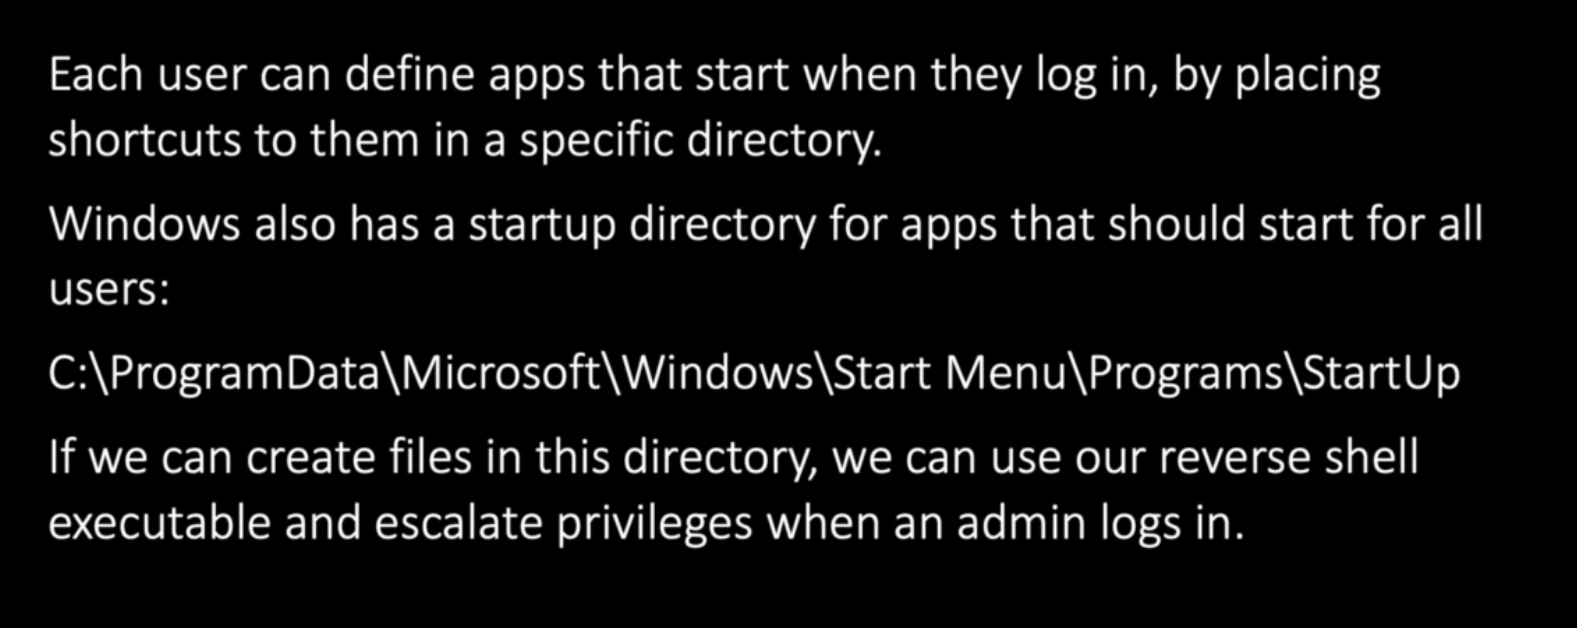 Each user can define apps that start when they log in, by placing
shortcuts to them in a specific directory.
Windows also has a startup directory for apps that should start for all
users:
C:\ProgramData\Microsoft\Windows\Start Menu\Programs\StartUp
If we can create files in this directory, we can use our reverse shell
executable and escalate privileges when an admin logs in.